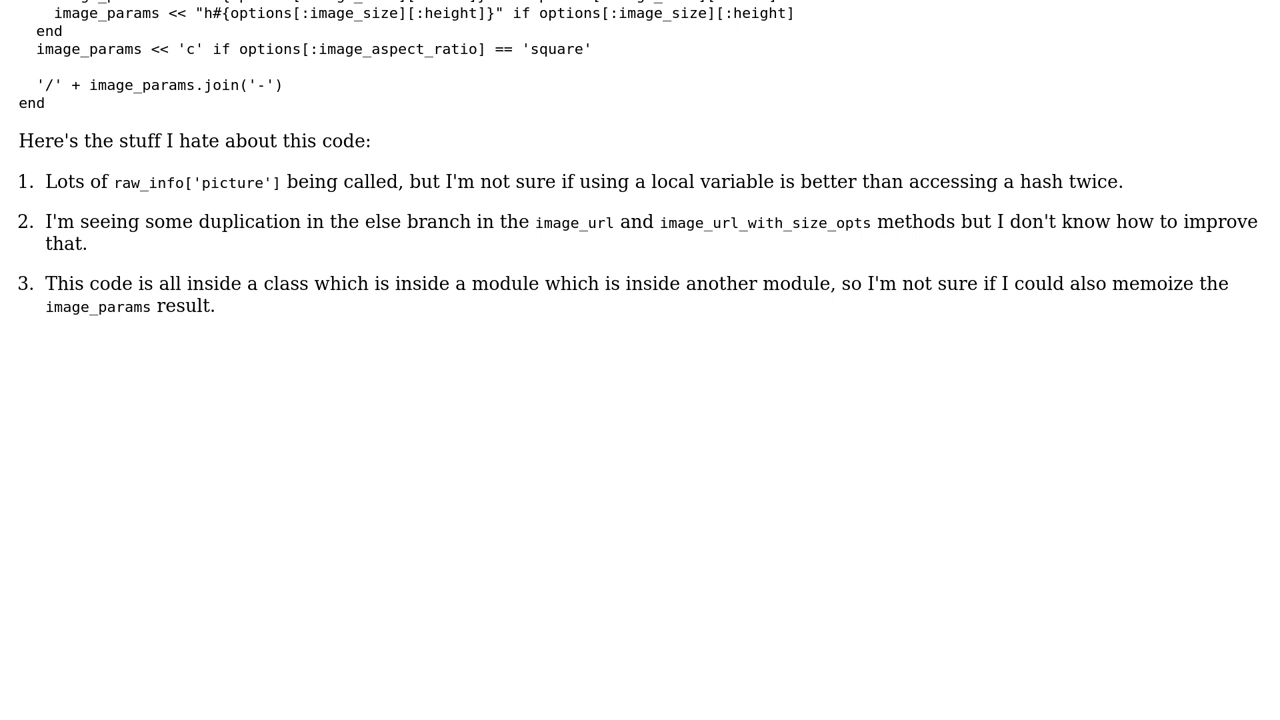 image_params << "h#{options[:image_size][:height]}" if options[:image_size][:height]
end
image_params << 'c' if options[:image_aspect_ratio] == 'square'
'/' + image_params.join('-')
end
Here's the stuff I hate about this code:
1. Lots of raw_info['picture'] being called, but I'm not sure if using a local variable is better than accessing a hash twice.
2. I'm seeing some duplication in the else branch in the image_url and image_url_with_size_opts methods but I don't know how to improve
that.
3. This code is all inside a class which is inside a module which is inside another module, so I'm not sure if I could also memoize the
image_params result.